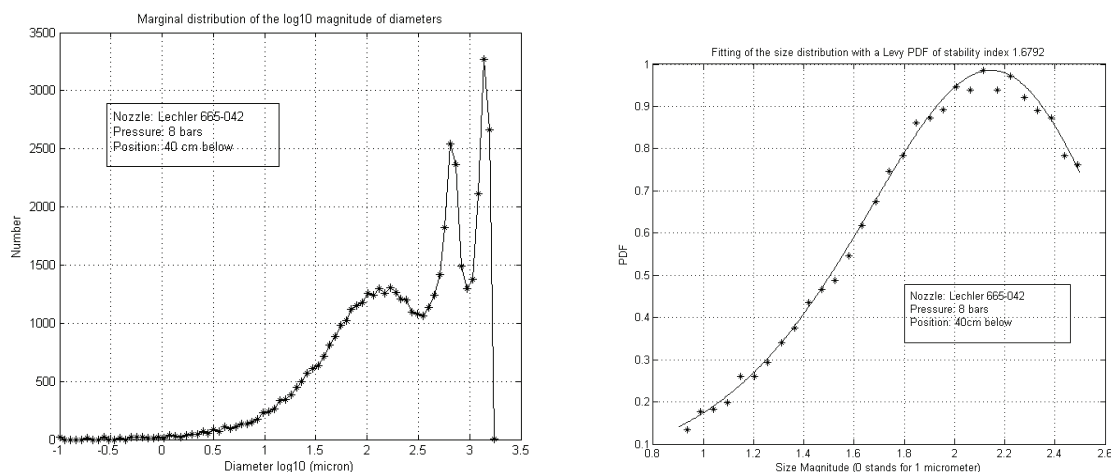 Marginal distribution of the log10 magnitude of diameters
3500
3000
2500
2000
1500
1000
500
0
Number
Nozzle: Lechler 665-042
Pressure: 8 bars
Position: 40 cm below
-1 -0.5 0 0.5 1 1.5 2 2.5 3 3.5
Diameter log10 (micron)
Fitting of the size distribution with a Levy PDF of stability index 1.6792
1
0.9
0.8
0.7
0.6
0.5
0.4
0.3
0.2
0.1
PDF
Nozzle: Lechler 665-042
Pressure: 8 bars
Position: 40cm below
0.8 1 1.2 1.4 1.6 1.8 2 2.2 2.4 2.6
Size Magnitude (0 stands for 1 micrometer)